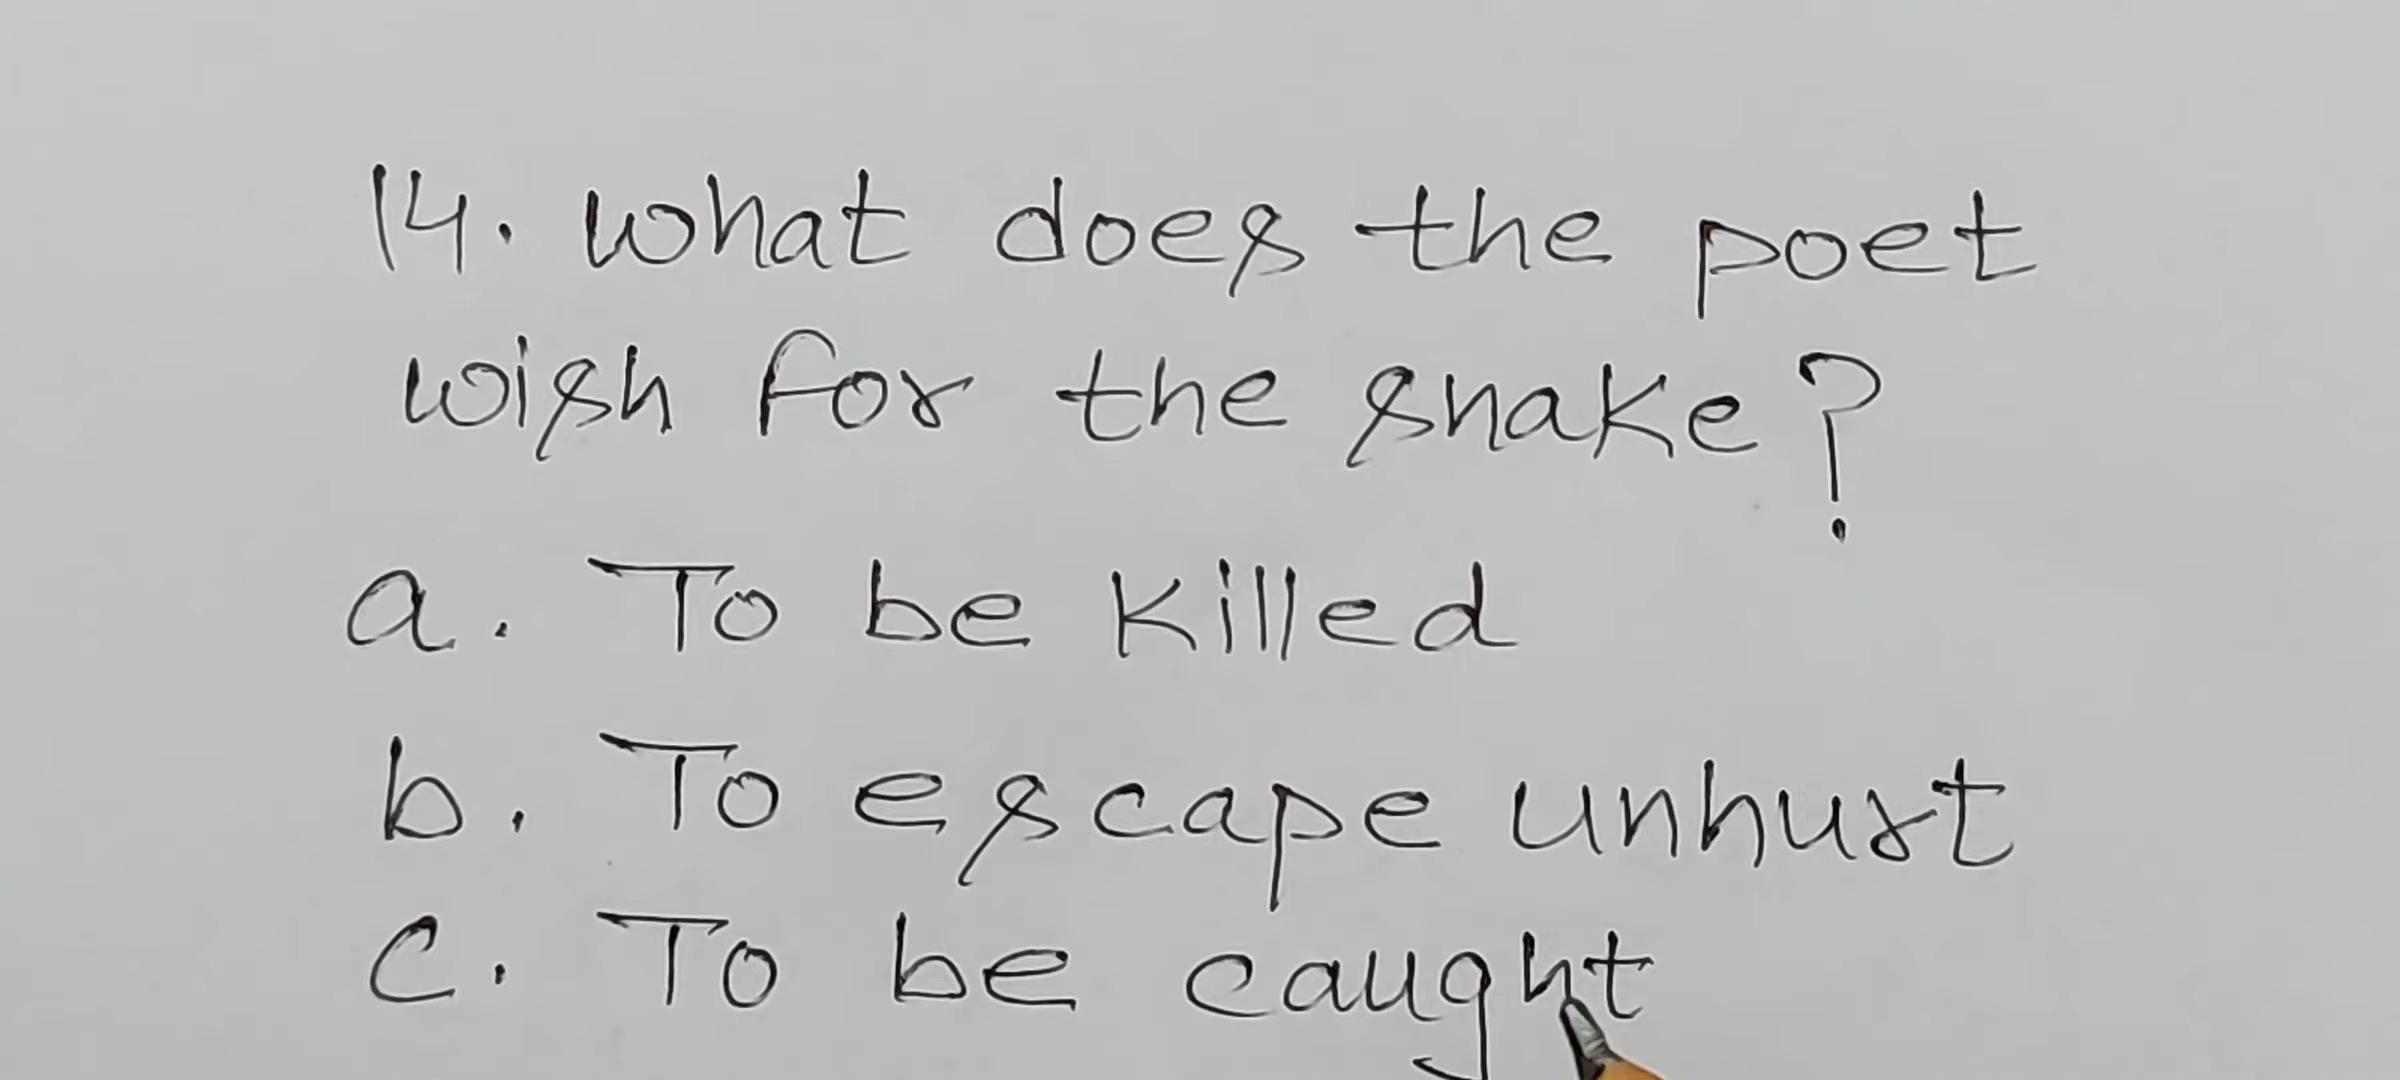 14. What does the poet
wish for the snake?
a. To be killed
b. To escape unhurt
c. To be caught